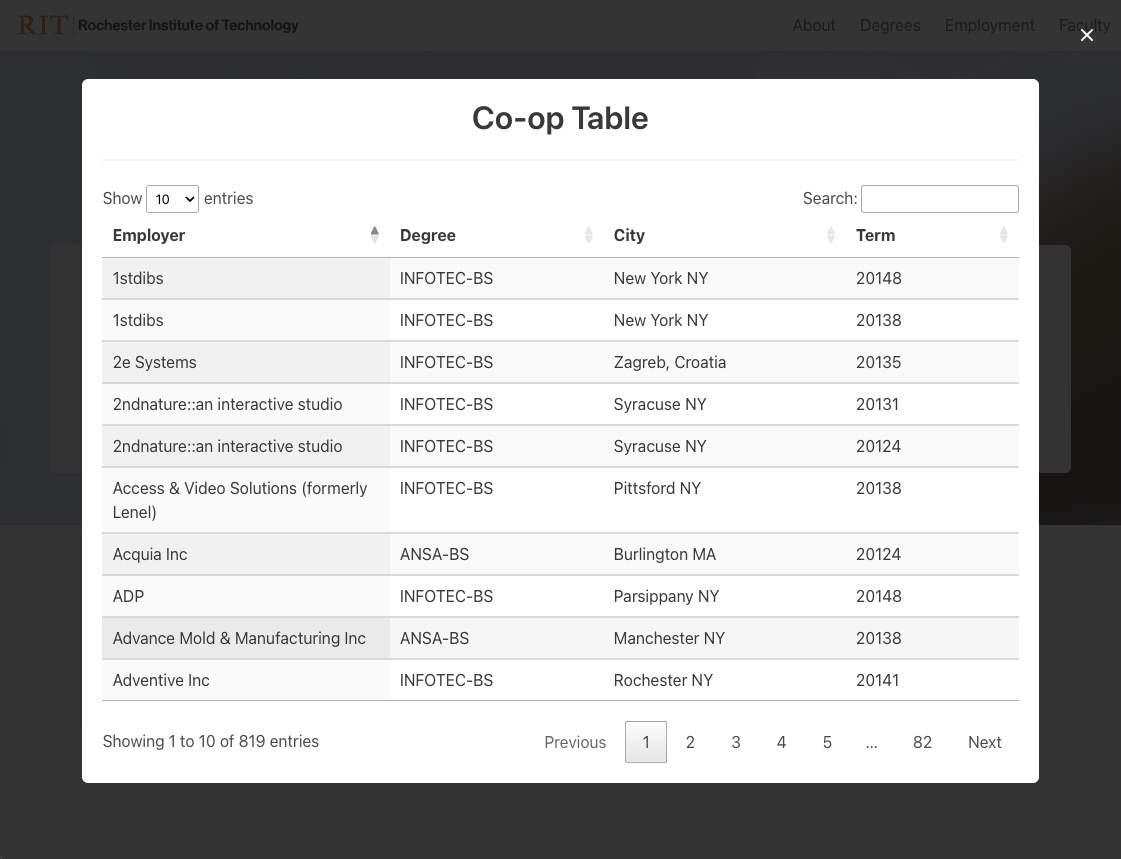 RIT | Rochester Institute of Technology
About Degrees Employment Faculty
×
Co-op Table
Show 10 entries Search:
Employer Degree City Term
1stdibs INFOTEC-BS New York NY 20148
1stdibs INFOTEC-BS New York NY 20138
2e Systems INFOTEC-BS Zagreb, Croatia 20135
2ndnature::an interactive studio INFOTEC-BS Syracuse NY 20131
2ndnature::an interactive studio INFOTEC-BS Syracuse NY 20124
Access & Video Solutions (formerly INFOTEC-BS Pittsford NY 20138
Lenel)
Acquia Inc ANSA-BS Burlington MA 20124
ADP INFOTEC-BS Parsippany NY 20148
Advance Mold & Manufacturing Inc ANSA-BS Manchester NY 20138
Adventive Inc INFOTEC-BS Rochester NY 20141
Showing 1 to 10 of 819 entries Previous 1 2 3 4 5 … 82 Next